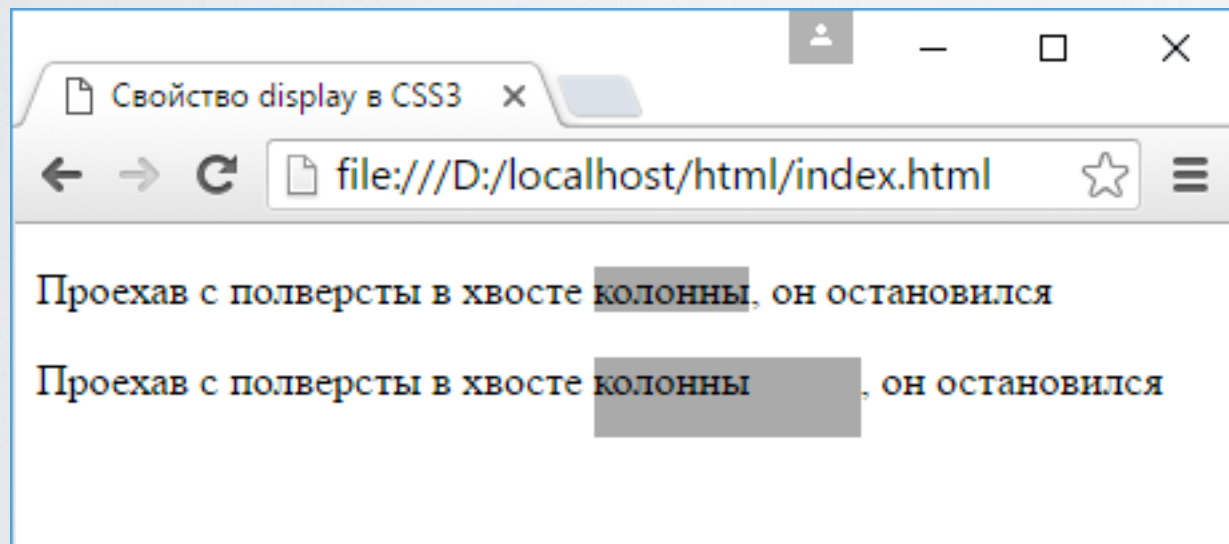 Свойство display в CSS3
file:///D:/localhost/html/index.html
Проехав с полверсты в хвосте колонны, он остановился
Проехав с полверсты в хвосте колонны, он остановился